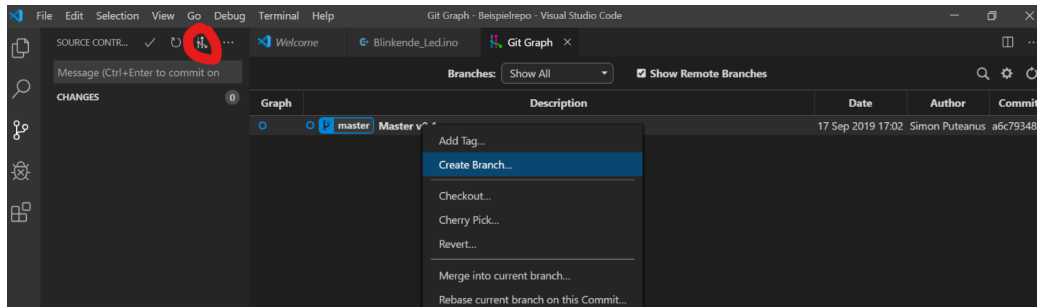 File Edit Selection View Go Debug Terminal Help Git Graph - Beispielrepo - Visual Studio Code
SOURCE CONTR... Welcome Blinkende_Led.ino Git Graph
Message (Ctrl+Enter to commit on
Branches: Show All Show Remote Branches
CHANGES 0
Graph Description Date Author Commit
master Master 17 Sep 2019 17:02 Simon Puteanus a6c79348
Add Tag...
Create Branch...
Checkout...
Cherry Pick...
Revert...
Merge into current branch...
Rebase current branch on this Commit...